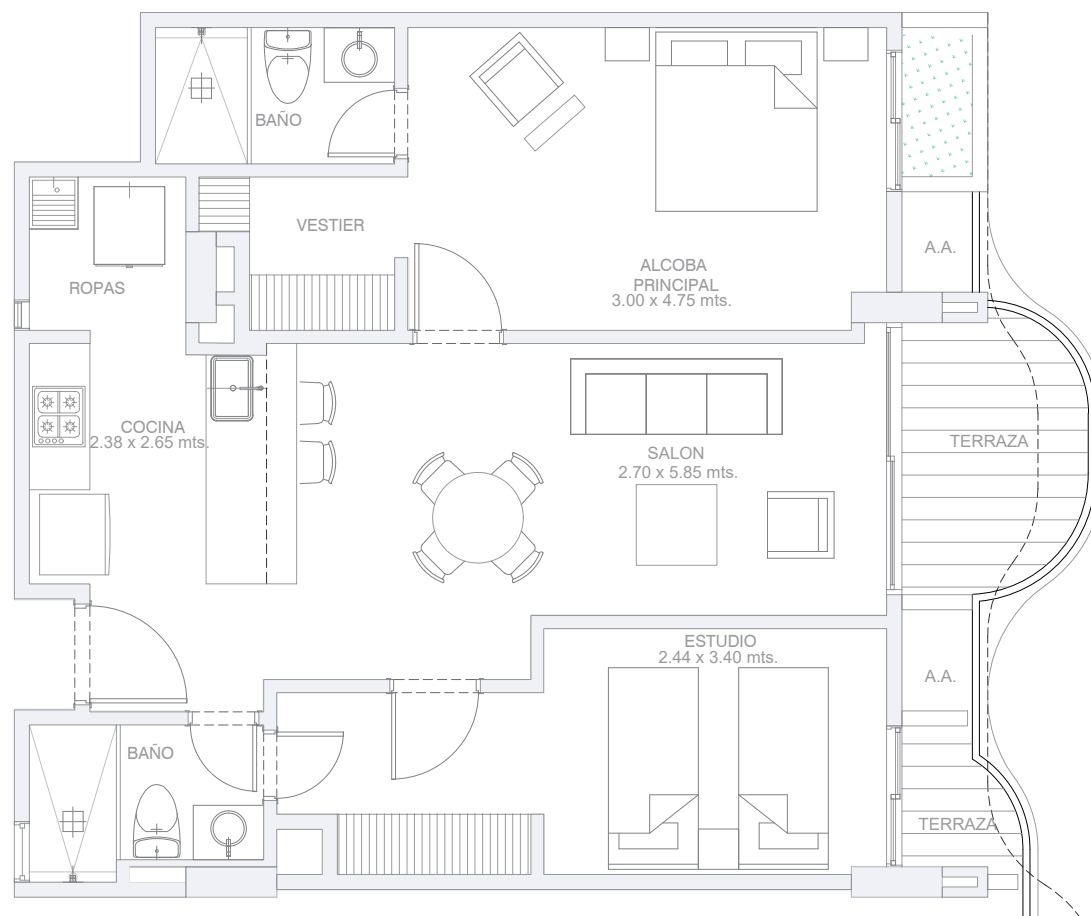 BAÑO
VESTIER
A.A.
ALCOBA
PRINCIPAL
3.00 x 4.75 mts.
ROPAS
COCINA
2.38 x 2.65 mts.
SALON
2.70 x 5.85 mts.
TERRAZA
ESTUDIO
2.44 x 3.40 mts.
A.A.
BAÑO
TERRAZA